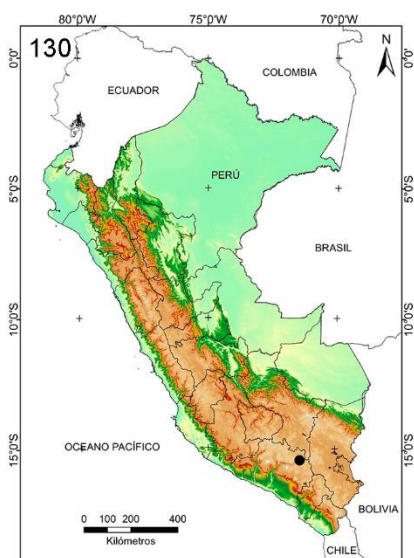 80°0'W 75°0'W 70°0'W
130
N
0°0'
0°0'
COLOMBIA
ECUADOR
PERÚ
5°0'S
5°0'S
BRASIL
10°0'S
10°0'S
OCEANO PACÍFICO
15°0'S
15°0'S
BOLIVIA
0 100 200 400
Kilómetros
CHILE